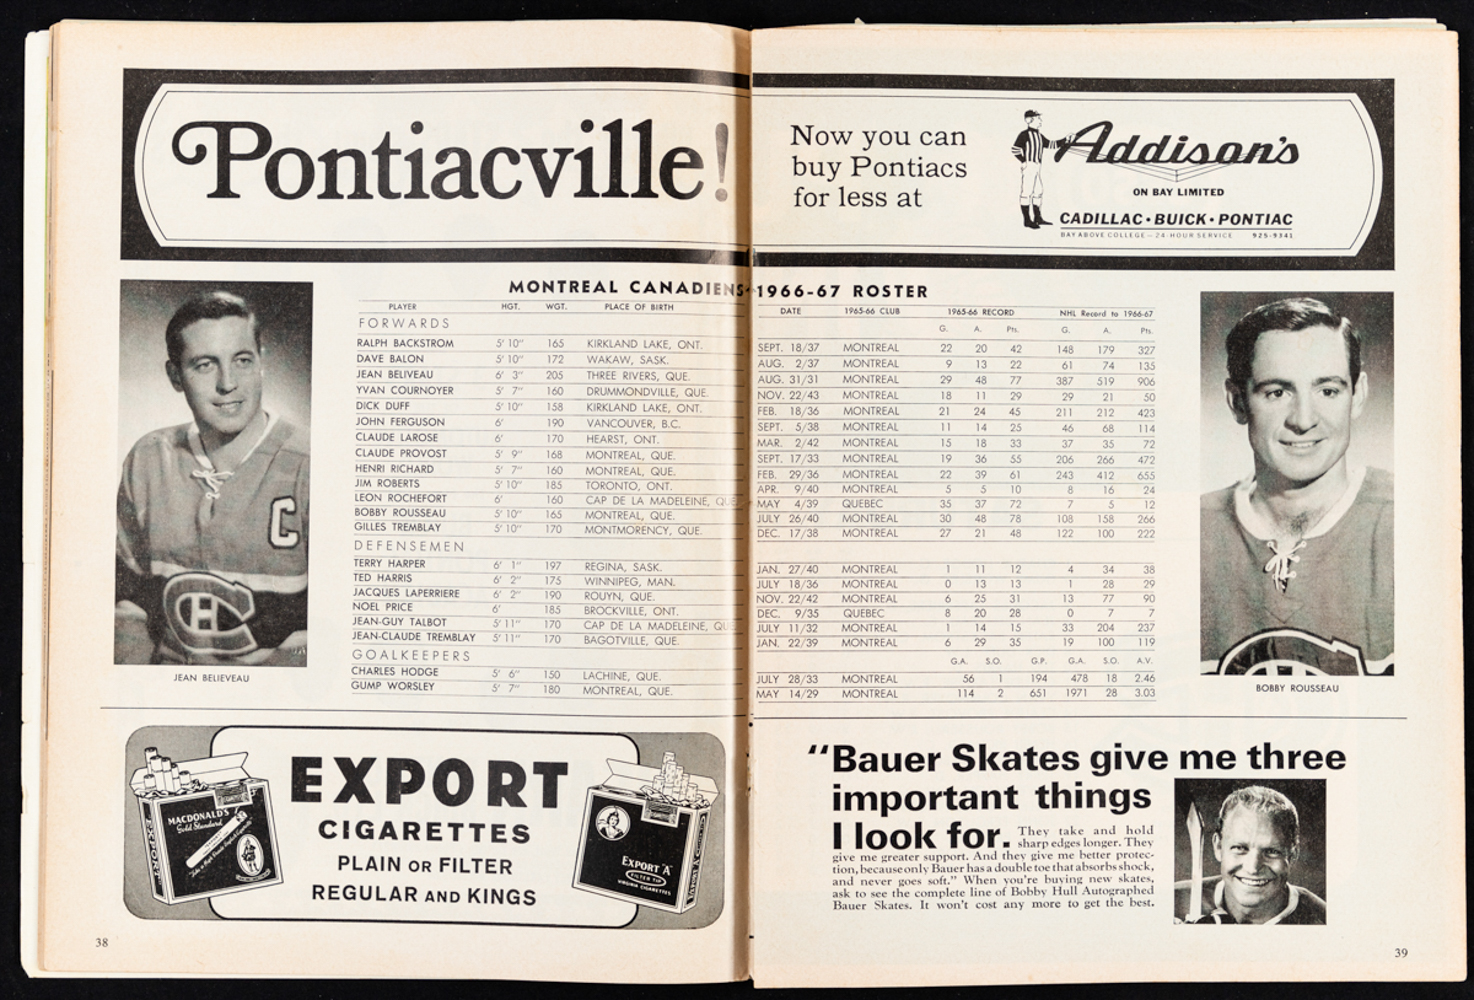 Pontiacville!
Now you can
buy Pontiacs
for less at
Addison's
ON BAY LIMITED
CADILLAC • BUICK • PONTIAC
BAY ABOVE COLLEGE — 24-HOUR SERVICE 925-9341
MONTREAL CANADIENS 1966-67 ROSTER
PLAYER HGT. WGT. PLACE OF BIRTH DATE 1965-66 CLUB 1965-66 RECORD NHL Record to 1966-67
G. A. Pts. G. A. Pts.
FORWARDS
RALPH BACKSTROM 5' 10" 165 KIRKLAND LAKE, ONT. SEPT. 18/37 MONTREAL 22 20 42 148 179 327
DAVE BALON 5' 10" 172 WAKAW, SASK. AUG. 2/37 MONTREAL 9 13 22 61 74 135
JEAN BELIVEAU 6' 3" 205 THREE RIVERS, QUE. AUG. 31/31 MONTREAL 29 48 77 387 519 906
YVAN COURNOYER 5' 7" 160 DRUMMONDVILLE, QUE. NOV. 22/43 MONTREAL 18 11 29 29 21 50
DICK DUFF 5' 10" 158 KIRKLAND LAKE, ONT. FEB. 18/36 MONTREAL 21 24 45 211 212 423
JOHN FERGUSON 6' 190 VANCOUVER, B.C. SEPT. 5/38 MONTREAL 11 14 25 46 68 114
CLAUDE LAROSE 6' 170 HEARST, ONT. MAR. 2/42 MONTREAL 15 18 33 37 35 72
CLAUDE PROVOST 5' 9" 168 MONTREAL, QUE. SEPT. 17/33 MONTREAL 19 36 55 206 266 472
HENRI RICHARD 5' 7" 160 MONTREAL, QUE. FEB. 29/36 MONTREAL 22 39 61 243 412 655
JIM ROBERTS 5' 10" 185 TORONTO, ONT. APR. 9/40 MONTREAL 5 5 10 8 16 24
LEON ROCHEFORT 6' 160 CAP DE LA MADELEINE, QUE. MAY 4/39 QUEBEC 35 37 72 7 5 12
BOBBY ROUSSEAU 5' 10" 165 MONTREAL, QUE. JULY 26/40 MONTREAL 30 48 78 108 158 266
GILLES TREMBLAY 5' 10" 170 MONTMORENCY, QUE. DEC. 17/38 MONTREAL 27 21 48 122 100 222
DEFENSEMEN
TERRY HARPER 6' 1" 197 REGINA, SASK. JAN. 27/40 MONTREAL 1 11 12 4 34 38
TED HARRIS 6' 2" 175 WINNIPEG, MAN. JULY 18/36 MONTREAL 0 13 13 1 28 29
JACQUES LAPERRIERE 6' 2" 190 ROUYN, QUE. NOV. 22/42 MONTREAL 6 25 31 13 77 90
NOEL PRICE 6' 185 BROCKVILLE, ONT. DEC. 9/35 QUEBEC 8 20 28 0 7 7
JEAN-GUY TALBOT 5' 11" 170 CAP DE LA MADELEINE, QUE JULY 11/32 MONTREAL 1 14 15 33 204 237
JEAN-CLAUDE TREMBLAY 5' 11" 170 BAGOTVILLE, QUE. JAN. 22/39 MONTREAL 6 29 35 19 100 119
GOALKEEPERS G.A. S.O. G.P. G.A. S.O. A.V.
CHARLES HODGE 5' 6" 150 LACHINE, QUE. JULY 28/33 MONTREAL 56 1 194 478 18 2.46
GUMP WORSLEY 5' 7" 180 MONTREAL, QUE. MAY 14/29 MONTREAL 114 2 651 1971 28 3.03
C
JEAN BELIEVEAU
BOBBY ROUSSEAU
EXPORT
CIGARETTES
PLAIN OR FILTER
REGULAR AND KINGS
MACDONALD'S
Gold Standard
EXPORT
EXPORT "A"
FILTER TIP
VIRGINIA CIGARETTES
EXPORT A
"Bauer Skates give me three
important things
I look for. They take and hold
sharp edges longer. They
give me greater support. And they give me better protec-
tion, because only Bauer has a double toe that absorbs shock,
and never goes soft." When you're buying new skates,
ask to see the complete line of Bobby Hull Autographed
Bauer Skates. It won't cost any more to get the best.
38
39